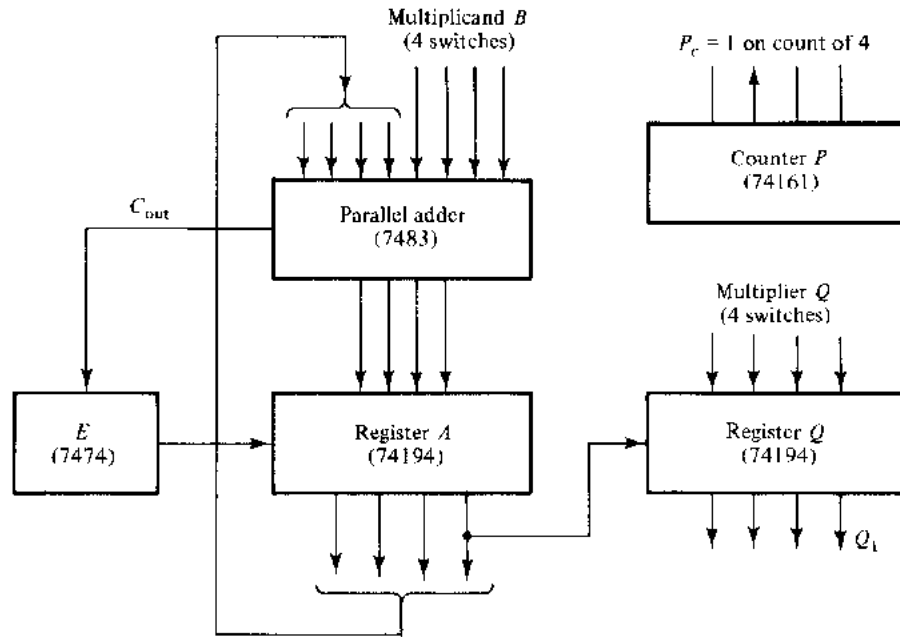 Multiplicand B
(4 switches)
P_c = 1 on count of 4
Counter P
(74161)
C_out
Parallel adder
(7483)
Multiplier Q
(4 switches)
E
(7474)
Register A
(74194)
Register Q
(74194)
Q_1